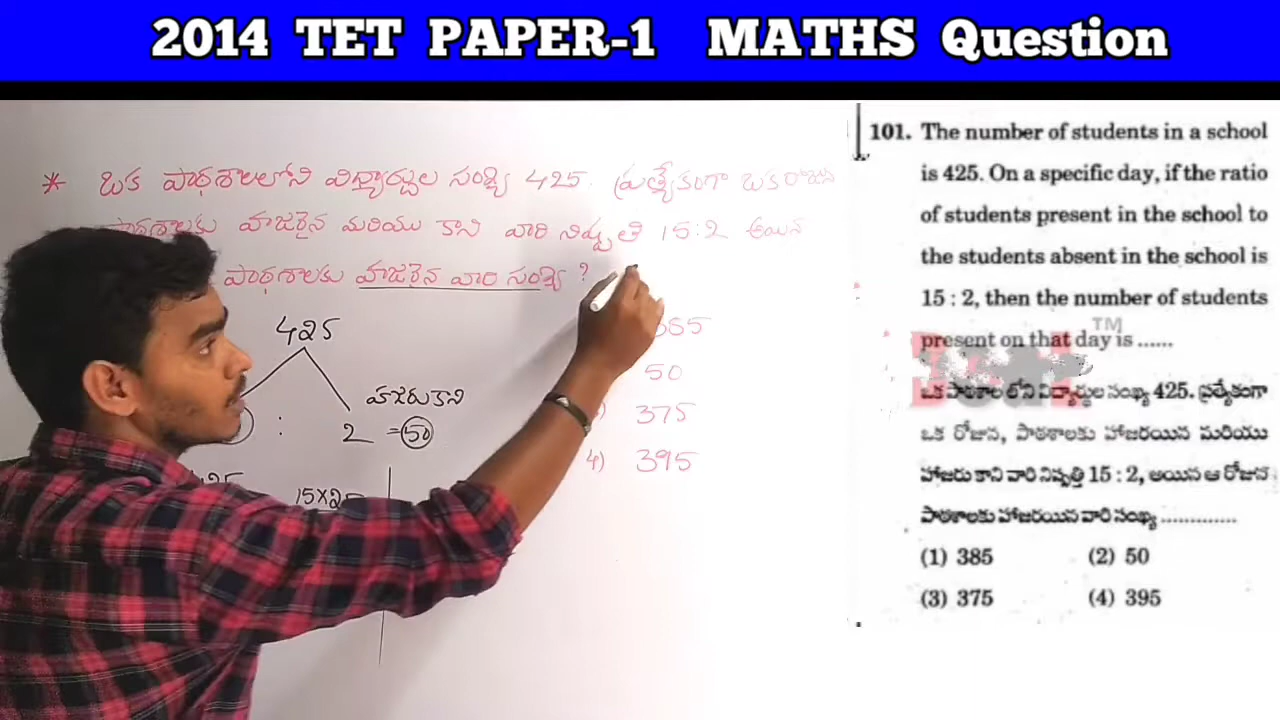 2014 TET PAPER-1 MATHS Question
* ఒక పాఠశాలలోని విద్యార్థుల సంఖ్య 425. ప్రత్యేకంగా ఒక రోజున
పాఠశాలకు హాజరైన మరియు కాని వారి నిష్పత్తి 15:2 అయిన
పాఠశాలకు హాజరైన వారి సంఖ్య ?
425
హాజరుకాని
: 2 = 50
15×25
50
375
4) 395
101. The number of students in a school
is 425. On a specific day, if the ratio
of students present in the school to
the students absent in the school is
15 : 2, then the number of students
present on that day is ......
TM
ఒక పాఠశాల లోని విద్యార్థుల సంఖ్య 425. ప్రత్యేకంగా
ఒక రోజున, పాఠశాలకు హాజరయిన మరియు
హాజరు కాని వారి నిష్పత్తి 15 : 2, అయిన ఆ రోజున
పాఠశాలకు హాజరయిన వారి సంఖ్య ..............
(1) 385 (2) 50
(3) 375 (4) 395